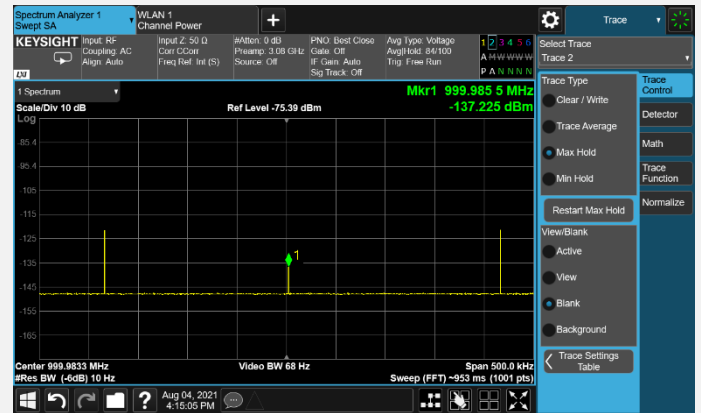 Spectrum Analyzer 1
Swept SA
WLAN 1
Channel Power
Trace
KEYSIGHT
Input: RF
Coupling: AC
Align: Auto
Input Z: 50 Ω
Corr CCorr
Freq Ref: Int (S)
#Atten: 0 dB
Preamp: 3.08 GHz
Source: Off
PNO: Best Close
Gate: Off
IF Gain: Auto
Sig Track: Off
Avg Type: Voltage
Avg|Hold: 84/100
Trig: Free Run
1 2 3 4 5 6
A M W W W W
P A N N N N
LXI
Select Trace
Trace 2
1 Spectrum
Mkr1 999.985 5 MHz
Scale/Div 10 dB
Ref Level -75.39 dBm
-137.225 dBm
Log
-85.4
-95.4
-105
-115
-125
-135
-145
-155
-165
1
Center 999.9833 MHz
Video BW 68 Hz
Span 500.0 kHz
#Res BW (-6dB) 10 Hz
Sweep (FFT) ~953 ms (1001 pts)
Trace Type
Clear / Write
Trace Average
Max Hold
Min Hold
Restart Max Hold
View/Blank
Active
View
Blank
Background
Trace Settings
Table
Trace
Control
Detector
Math
Trace
Function
Normalize
Aug 04, 2021
4:15:05 PM